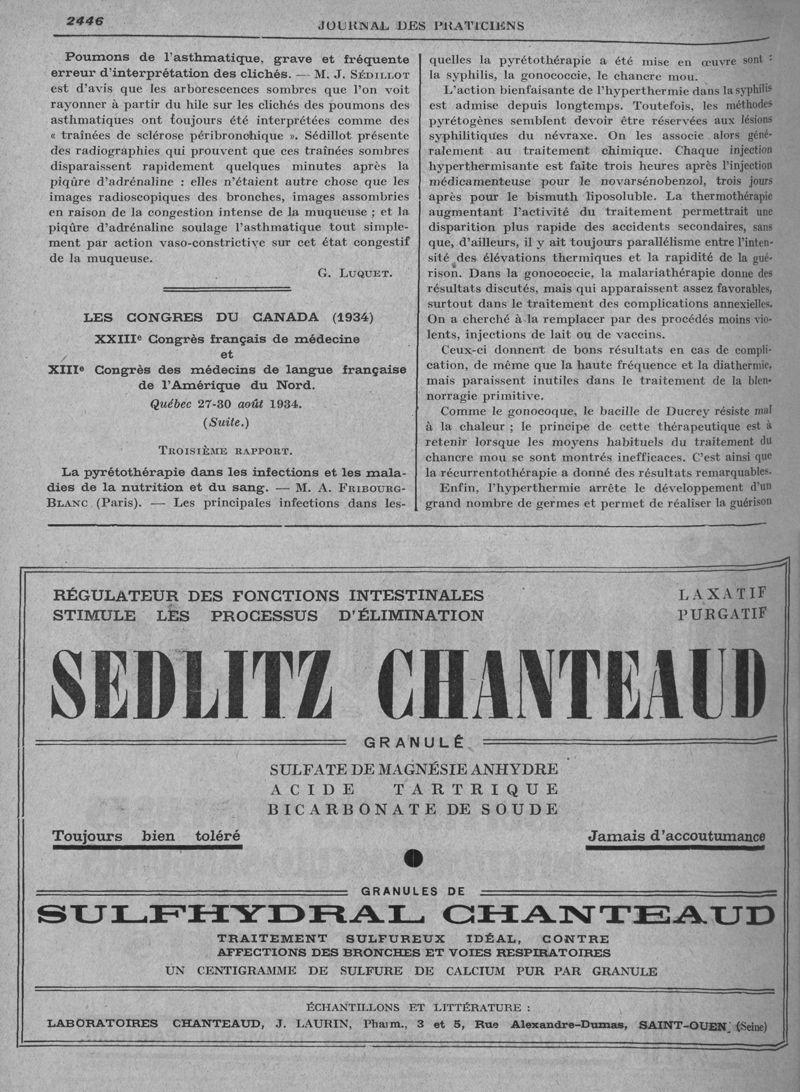 2446
JOURNAL DES PRATICIENS
Poumons de l'asthmatique, grave et fréquente
erreur d'interprétation des clichés. — M. J. SÉDILLOT
est d'avis que les arborescences sombres que l'on voit
rayonner à partir du hile sur les clichés des poumons des
asthmatiques ont toujours été interprétées comme des
« traînées de sclérose péribronchique ». Sédillot présente
des radiographies qui prouvent que ces traînées sombres
disparaissent rapidement quelques minutes après la
piqûre d'adrénaline : elles n'étaient autre chose que les
images radioscopiques des bronches, images assombries
en raison de la congestion intense de la muqueuse ; et la
piqûre d'adrénaline soulage l'asthmatique tout simple-
ment par action vaso-constrictive sur cet état congestif
de la muqueuse.
G. LUQUET.
LES CONGRES DU CANADA (1934)
XXIIIe Congrès français de médecine
et
XIIIe Congrès des médecins de langue française
de l'Amérique du Nord.
Québec 27-30 août 1934.
(Suite.)
TROISIÈME RAPPORT.
La pyrétothérapie dans les infections et les mala-
dies de la nutrition et du sang. — M. A. FRIBOURG-
BLANC (Paris). — Les principales infections dans les-
quelles la pyrétothérapie a été mise en œuvre sont :
la syphilis, la gonococcie, le chancre mou.
L'action bienfaisante de l'hyperthermie dans la syphilis
est admise depuis longtemps. Toutefois, les méthodes
pyrétogènes semblent devoir être réservées aux lésions
syphilitiques du névraxe. On les associe alors géné-
ralement au traitement chimique. Chaque injection
hyperthermisante est faite trois heures après l'injection
médicamenteuse pour le novarsénobenzol, trois jours
après pour le bismuth liposoluble. La thermothérapie
augmentant l'activité du traitement permettrait une
disparition plus rapide des accidents secondaires, sans
que, d'ailleurs, il y ait toujours parallélisme entre l'inten-
sité des élévations thermiques et la rapidité de la gué-
rison. Dans la gonococcie, la malariathérapie donne des
résultats discutés, mais qui apparaissent assez favorables,
surtout dans le traitement des complications annexielles.
On a cherché à la remplacer par des procédés moins vio-
lents, injections de lait ou de vaccins.
Ceux-ci donnent de bons résultats en cas de compli-
cation, de même que la haute fréquence et la diathermie,
mais paraissent inutiles dans le traitement de la blen-
norragie primitive.
Comme le gonocoque, le bacille de Ducrey résiste mal
à la chaleur ; le principe de cette thérapeutique est à
retenir lorsque les moyens habituels du traitement du
chancre mou se sont montrés inefficaces. C'est ainsi que
la récurrentothérapie a donné des résultats remarquables.
Enfin, l'hyperthermie arrête le développement d'un
grand nombre de germes et permet de réaliser la guérison
RÉGULATEUR DES FONCTIONS INTESTINALES
STIMULE LES PROCESSUS D'ÉLIMINATION
LAXATIF
PURGATIF
SEDLITZ CHANTEAUD
GRANULÉ
SULFATE DE MAGNÉSIE ANHYDRE
ACIDE TARTRIQUE
BICARBONATE DE SOUDE
Toujours bien toléré
Jamais d'accoutumance
GRANULES DE
SULFHYDRAL CHANTEAUD
TRAITEMENT SULFUREUX IDÉAL, CONTRE
AFFECTIONS DES BRONCHES ET VOIES RESPIRATOIRES
UN CENTIGRAMME DE SULFURE DE CALCIUM PUR PAR GRANULE
ÉCHANTILLONS ET LITTÉRATURE :
LABORATOIRES CHANTEAUD, J. LAURIN, Pharm., 3 et 5, Rue Alexandre-Dumas, SAINT-OUEN (Seine)